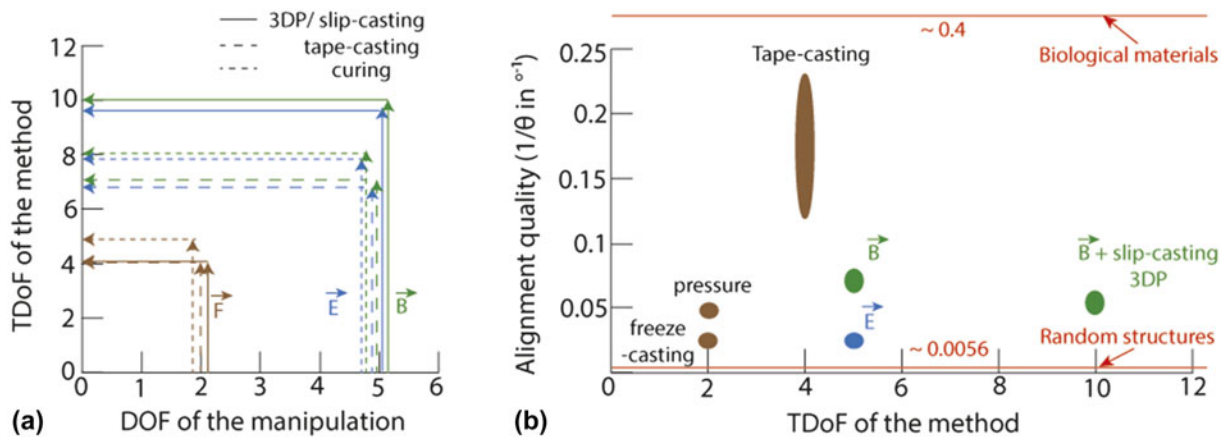 3DP/ slip-casting
tape-casting
curing
TDoF of the method
12
10
8
6
4
2
0
F
E
B
0 1 2 3 4 5 6
DOF of the manipulation
(a)
Alignment quality (1/θ in °⁻¹)
0.25
0.2
0.15
0.1
0.05
~ 0.4
Biological materials
Tape-casting
B
B + slip-casting
3DP
pressure
E
freeze
-casting
~ 0.0056
Random structures
2 4 6 8 10 12
TDoF of the method
(b)